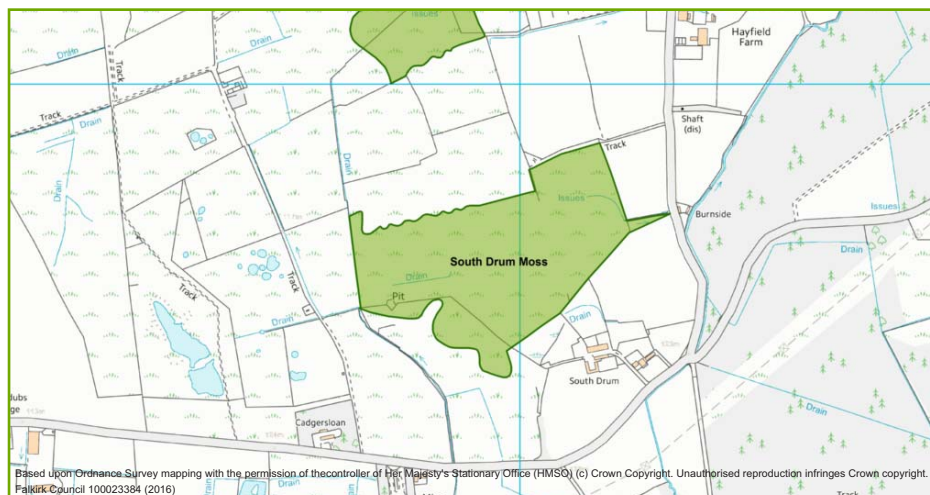 Issues
Drain
Drain
Track
Hayfield
Farm
Track
Drain
Shaft
(dis)
Track
Drain
Drain
Issues
Burnside
Issues
Drain
South Drum Moss
Track
Track
Drain
Pit
Drain
Drain
South Drum
Cadgersloan
Drain
Based upon Ordnance Survey mapping with the permission of thecontroller of Her Majesty's Stationary Office (HMSO) (c) Crown Copyright. Unauthorised reproduction infringes Crown copyright.
Falkirk Council 100023384 (2016)
Drain
Track